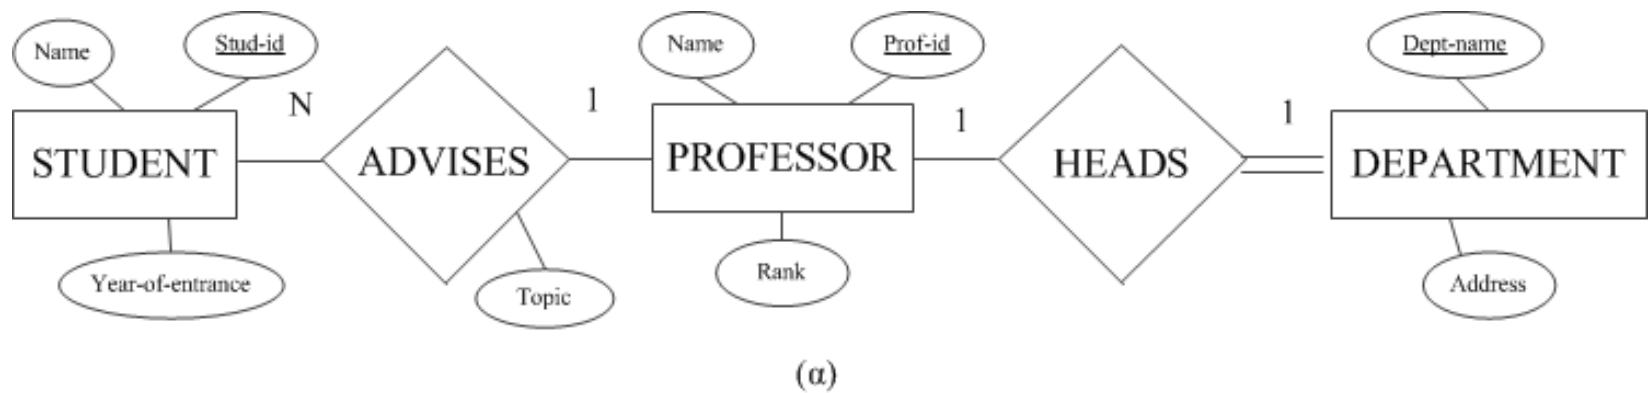 Name
Stud-id
Name
Prof-id
Dept-name
N
1
1
1
STUDENT
ADVISES
PROFESSOR
HEADS
DEPARTMENT
Year-of-entrance
Topic
Rank
Address
(α)